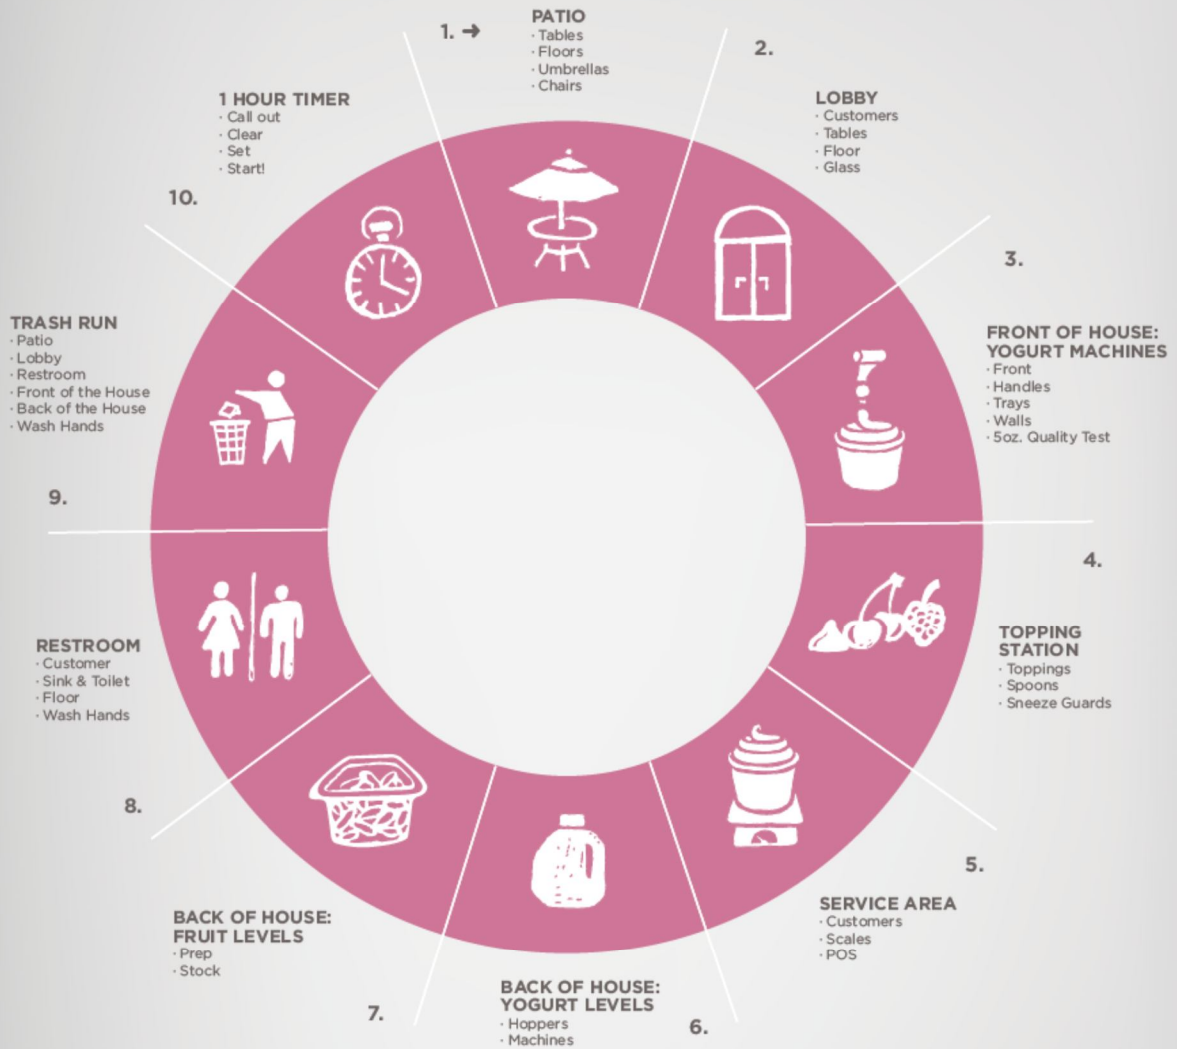 1. ➜
PATIO
· Tables
· Floors
· Umbrellas
· Chairs
2.
LOBBY
· Customers
· Tables
· Floor
· Glass
3.
FRONT OF HOUSE:
YOGURT MACHINES
· Front
· Handles
· Trays
· Walls
· 5oz. Quality Test
4.
TOPPING
STATION
· Toppings
· Spoons
· Sneeze Guards
5.
SERVICE AREA
· Customers
· Scales
· POS
6.
BACK OF HOUSE:
YOGURT LEVELS
· Hoppers
· Machines
7.
BACK OF HOUSE:
FRUIT LEVELS
· Prep
· Stock
8.
RESTROOM
· Customer
· Sink & Toilet
· Floor
· Wash Hands
9.
TRASH RUN
· Patio
· Lobby
· Restroom
· Front of the House
· Back of the House
· Wash Hands
10.
1 HOUR TIMER
· Call out
· Clear
· Set
· Start!